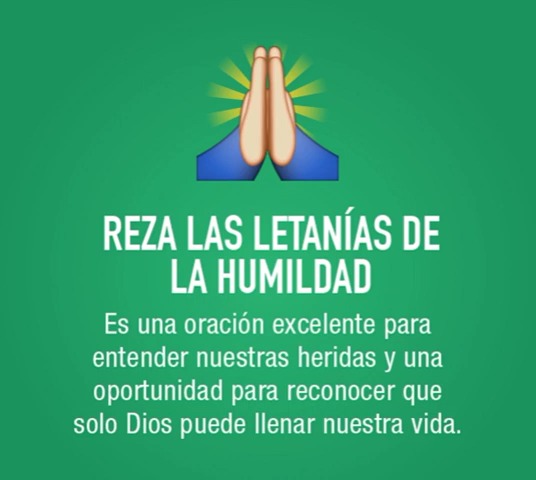 REZA LAS LETANÍAS DE
LA HUMILDAD
Es una oración excelente para
entender nuestras heridas y una
oportunidad para reconocer que
solo Dios puede llenar nuestra vida.